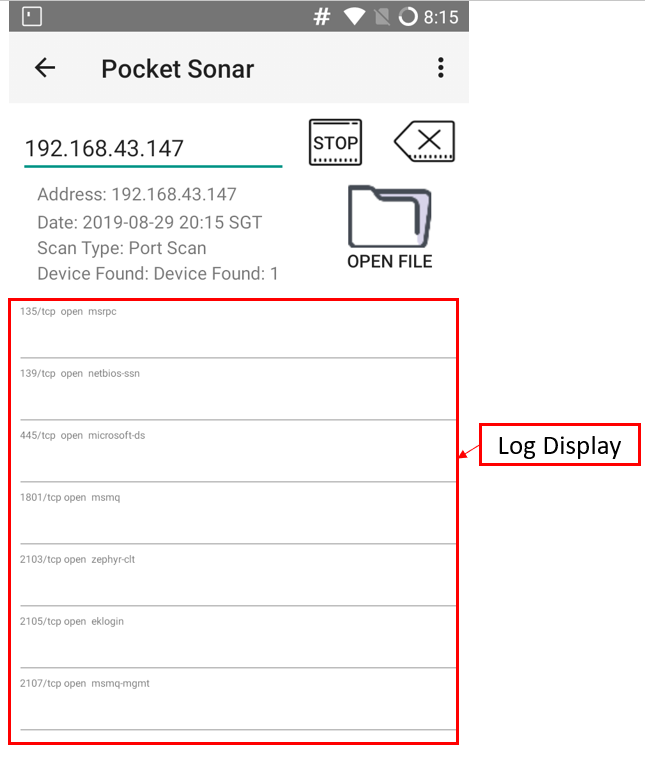 # 8:15
Pocket Sonar
192.168.43.147
STOP
Address: 192.168.43.147
Date: 2019-08-29 20:15 SGT
Scan Type: Port Scan
Device Found: Device Found: 1
OPEN FILE
135/tcp open msrpc
139/tcp open netbios-ssn
445/tcp open microsoft-ds
1801/tcp open msmq
2103/tcp open zephyr-clt
2105/tcp open eklogin
2107/tcp open msmq-mgmt
Log Display